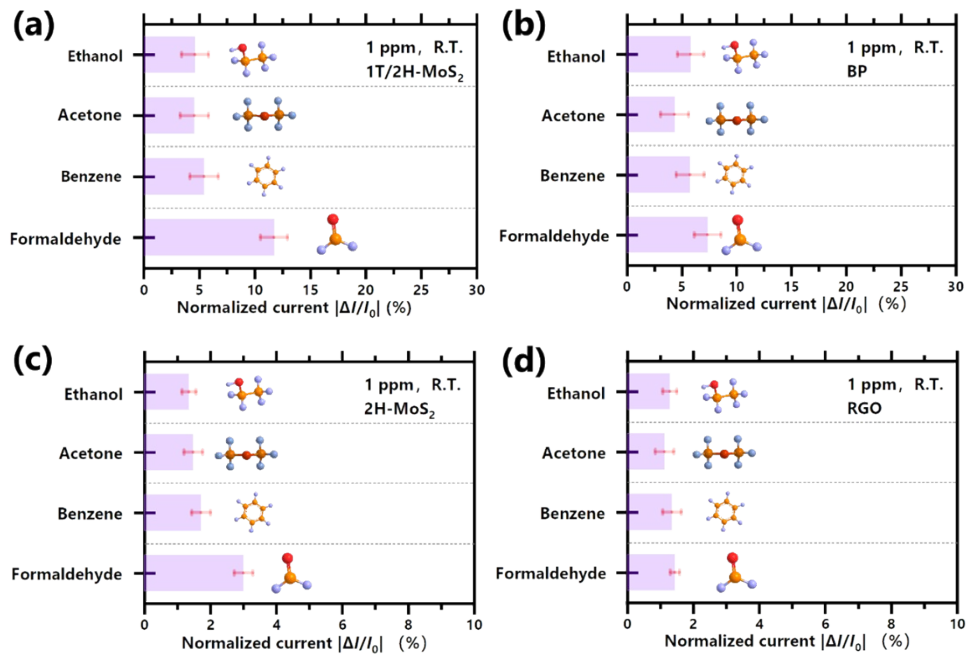 (a)
1 ppm, R.T.
1T/2H-MoS₂
Ethanol
Acetone
Benzene
Formaldehyde
0 5 10 15 20 25 30
Normalized current |ΔI/I₀| (%)
(b)
1 ppm, R.T.
BP
Ethanol
Acetone
Benzene
Formaldehyde
0 5 10 15 20 25 30
Normalized current |ΔI/I₀| (%)
(c)
1 ppm, R.T.
2H-MoS₂
Ethanol
Acetone
Benzene
Formaldehyde
0 2 4 6 8 10
Normalized current |ΔI/I₀| (%)
(d)
1 ppm, R.T.
RGO
Ethanol
Acetone
Benzene
Formaldehyde
0 2 4 6 8 10
Normalized current |ΔI/I₀| (%)